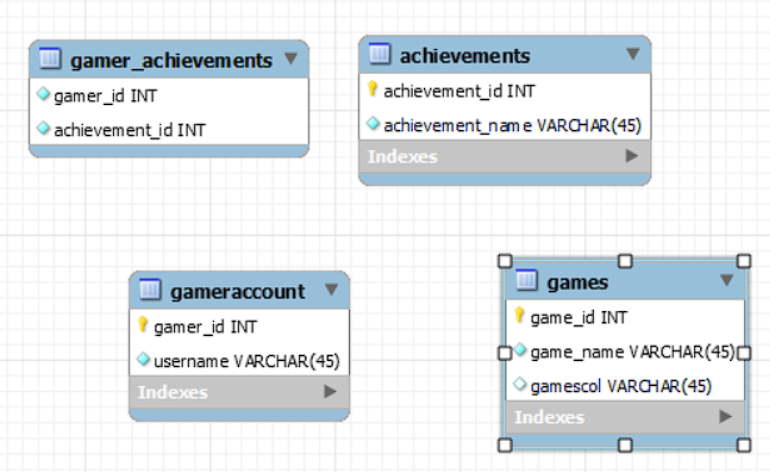 gamer_achievements
gamer_id INT
achievement_id INT
achievements
achievement_id INT
achievement_name VARCHAR(45)
Indexes
gameraccount
gamer_id INT
username VARCHAR(45)
Indexes
games
game_id INT
game_name VARCHAR(45)
gamescol VARCHAR(45)
Indexes